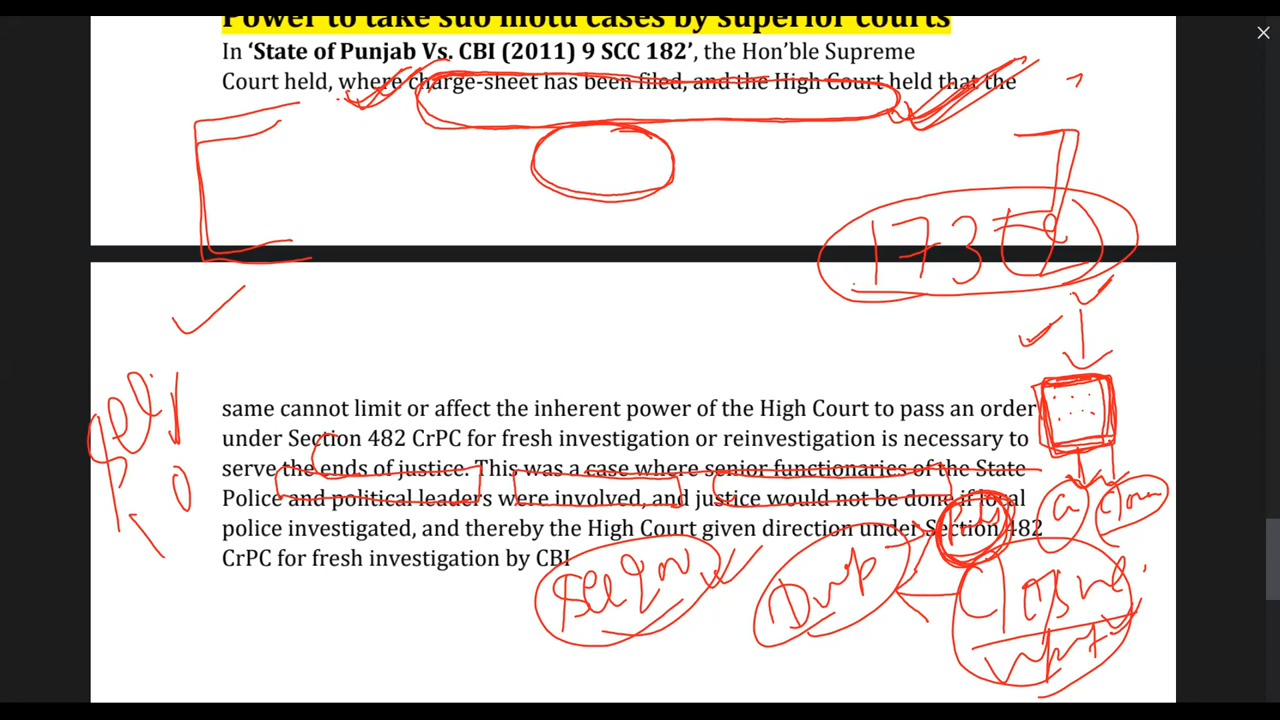 Power to take suo motu cases by superior courts
In ‘State of Punjab Vs. CBI (2011) 9 SCC 182’, the Hon’ble Supreme
Court held, where charge-sheet has been filed, and the High Court held that the
173
same cannot limit or affect the inherent power of the High Court to pass an order
under Section 482 CrPC for fresh investigation or reinvestigation is necessary to
serve the ends of justice. This was a case where senior functionaries of the State
Police and political leaders were involved, and justice would not be done if local
police investigated, and thereby the High Court given direction under Section 482
CrPC for fresh investigation by CBI